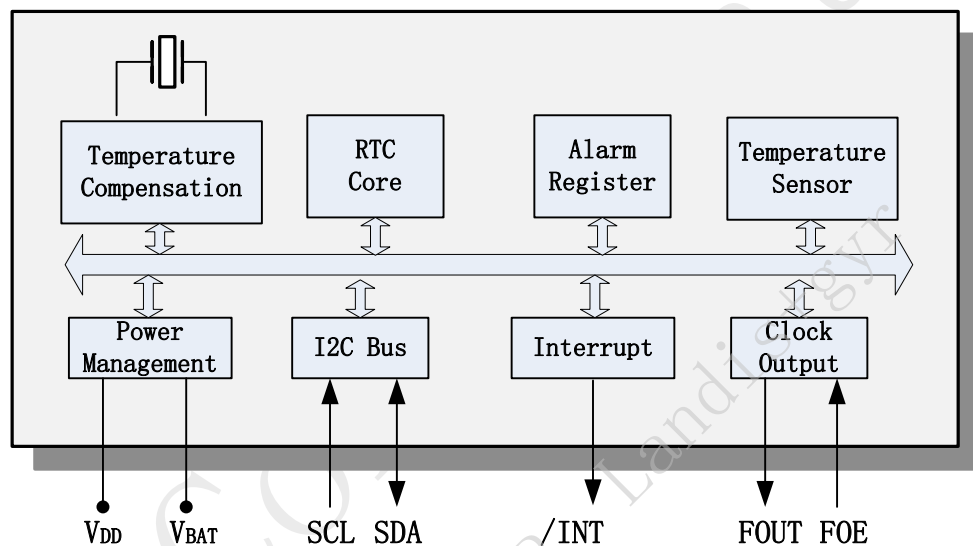 Temperature
Compensation
RTC
Core
Alarm
Register
Temperature
Sensor
Power
Management
I2C Bus
Interrupt
Clock
Output
VDD
VBAT
SCL
SDA
/INT
FOUT
FOE